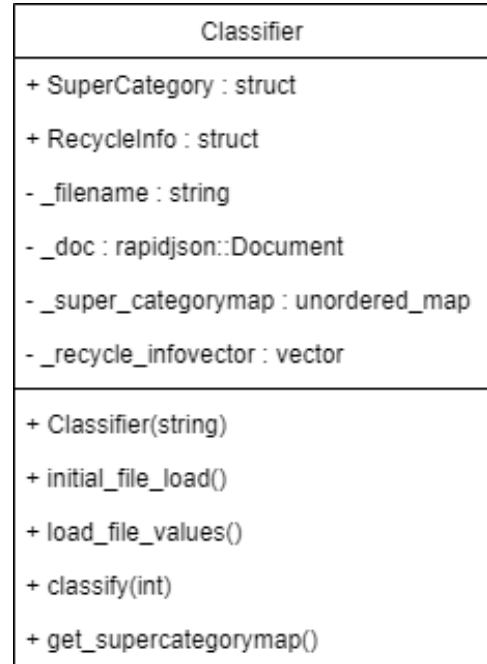 Classifier
+ SuperCategory : struct
+ RecycleInfo : struct
- _filename : string
- _doc : rapidjson::Document
- _super_categorymap : unordered_map
- _recycle_infovector : vector
+ Classifier(string)
+ initial_file_load()
+ load_file_values()
+ classify(int)
+ get_supercategorymap()